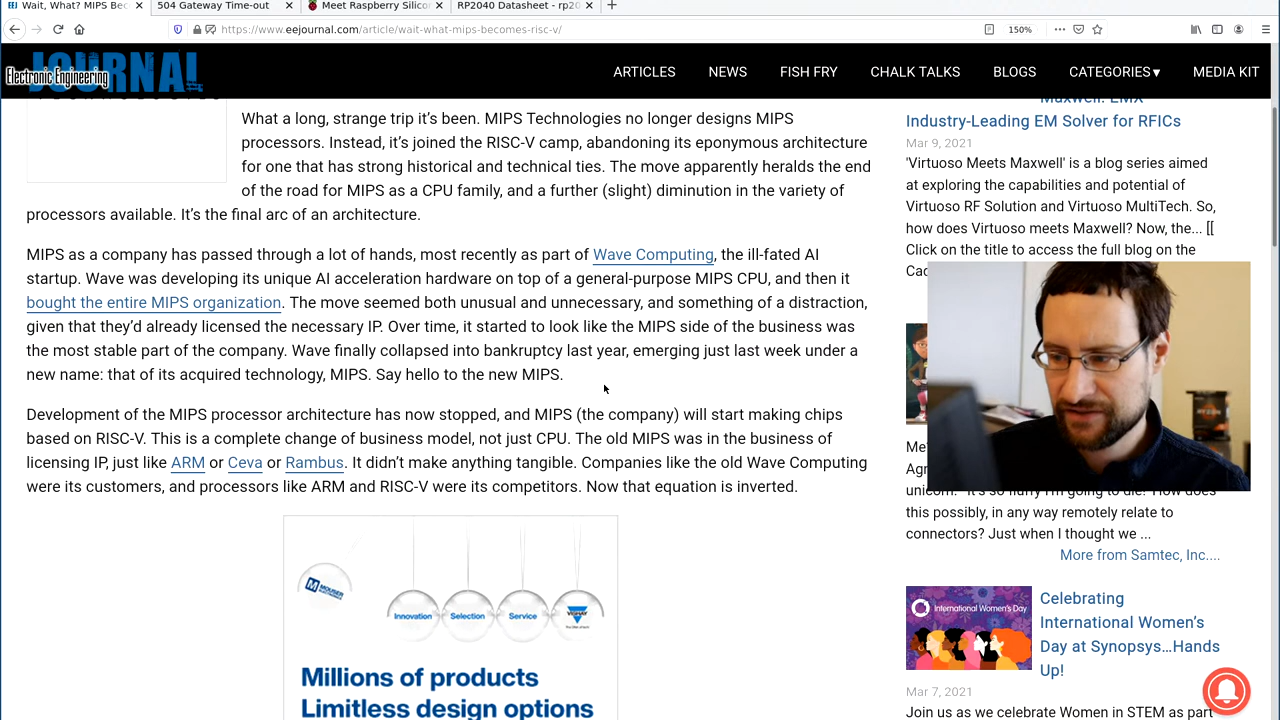 Wait, What? MIPS Bec
504 Gateway Time-out
Meet Raspberry Silicon
RP2040 Datasheet - rp20
https://www.eejournal.com/article/wait-what-mips-becomes-risc-v/
150%
Electronic Engineering
JOURNAL
ARTICLES
NEWS
FISH FRY
CHALK TALKS
BLOGS
CATEGORIES▼
MEDIA KIT
What a long, strange trip it’s been. MIPS Technologies no longer designs MIPS
processors. Instead, it’s joined the RISC-V camp, abandoning its eponymous architecture
for one that has strong historical and technical ties. The move apparently heralds the end
of the road for MIPS as a CPU family, and a further (slight) diminution in the variety of
processors available. It’s the final arc of an architecture.
MIPS as a company has passed through a lot of hands, most recently as part of Wave Computing, the ill-fated AI
startup. Wave was developing its unique AI acceleration hardware on top of a general-purpose MIPS CPU, and then it
bought the entire MIPS organization. The move seemed both unusual and unnecessary, and something of a distraction,
given that they’d already licensed the necessary IP. Over time, it started to look like the MIPS side of the business was
the most stable part of the company. Wave finally collapsed into bankruptcy last year, emerging just last week under a
new name: that of its acquired technology, MIPS. Say hello to the new MIPS.
Development of the MIPS processor architecture has now stopped, and MIPS (the company) will start making chips
based on RISC-V. This is a complete change of business model, not just CPU. The old MIPS was in the business of
licensing IP, just like ARM or Ceva or Rambus. It didn’t make anything tangible. Companies like the old Wave Computing
were its customers, and processors like ARM and RISC-V were its competitors. Now that equation is inverted.
MOUSER
Innovation
Selection
Service
VISHAY
Millions of products
Limitless design options
Maxwell: EMX
Industry-Leading EM Solver for RFICs
Mar 9, 2021
'Virtuoso Meets Maxwell' is a blog series aimed
at exploring the capabilities and potential of
Virtuoso RF Solution and Virtuoso MultiTech. So,
how does Virtuoso meets Maxwell? Now, the... [[
Click on the title to access the full blog on the
this possibly, in any way remotely relate to
connectors? Just when I thought we ...
More from Samtec, Inc....
International Women's Day
Celebrating
International Women’s
Day at Synopsys…Hands
Up!
Mar 7, 2021
Join us as we celebrate Women in STEM as part